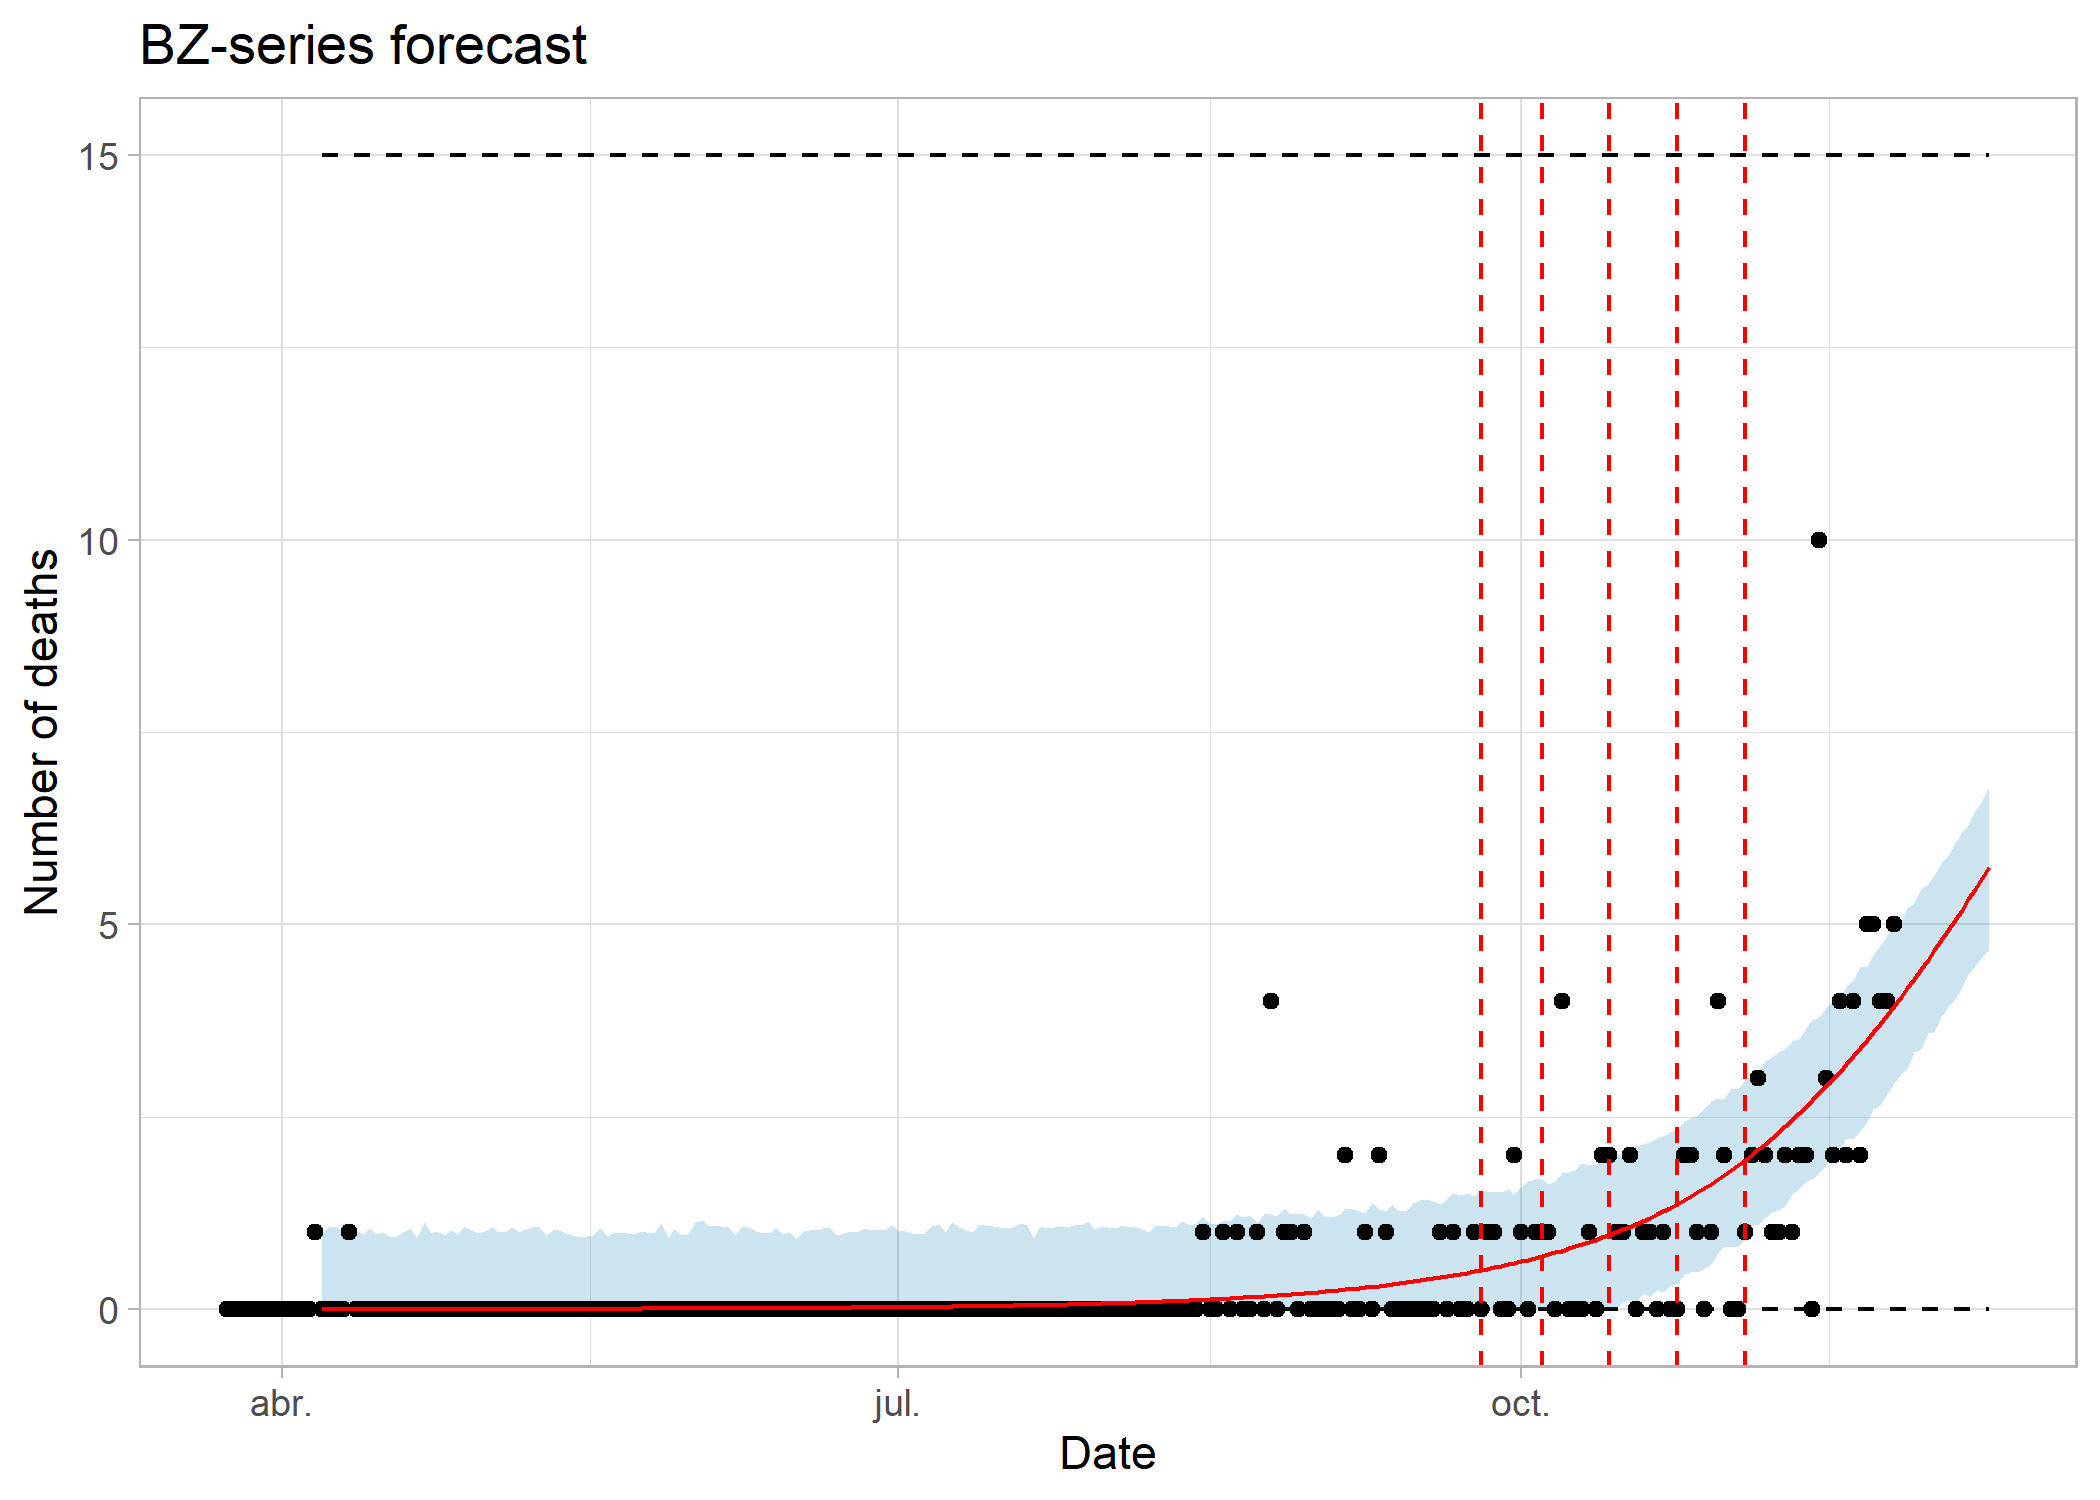 BZ-series forecast
15
10
5
0
Number of deaths
abr.
jul.
oct.
Date